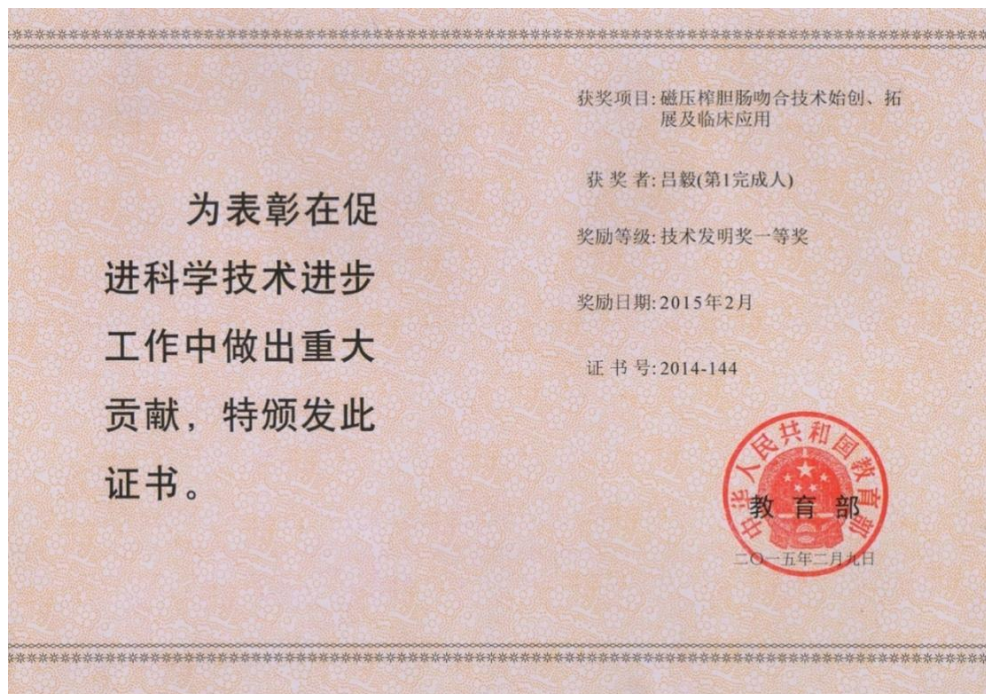 为表彰在促
进科学技术进步
工作中做出重大
贡献，特颁发此
证书。
获奖项目:磁压榨胆肠吻合技术始创、拓
展及临床应用
获 奖 者:吕毅(第1完成人)
奖励等级:技术发明奖一等奖
奖励日期:2015年2月
证 书 号:2014-144
中华人民共和国教育部
教 育 部
二〇一五年二月九日